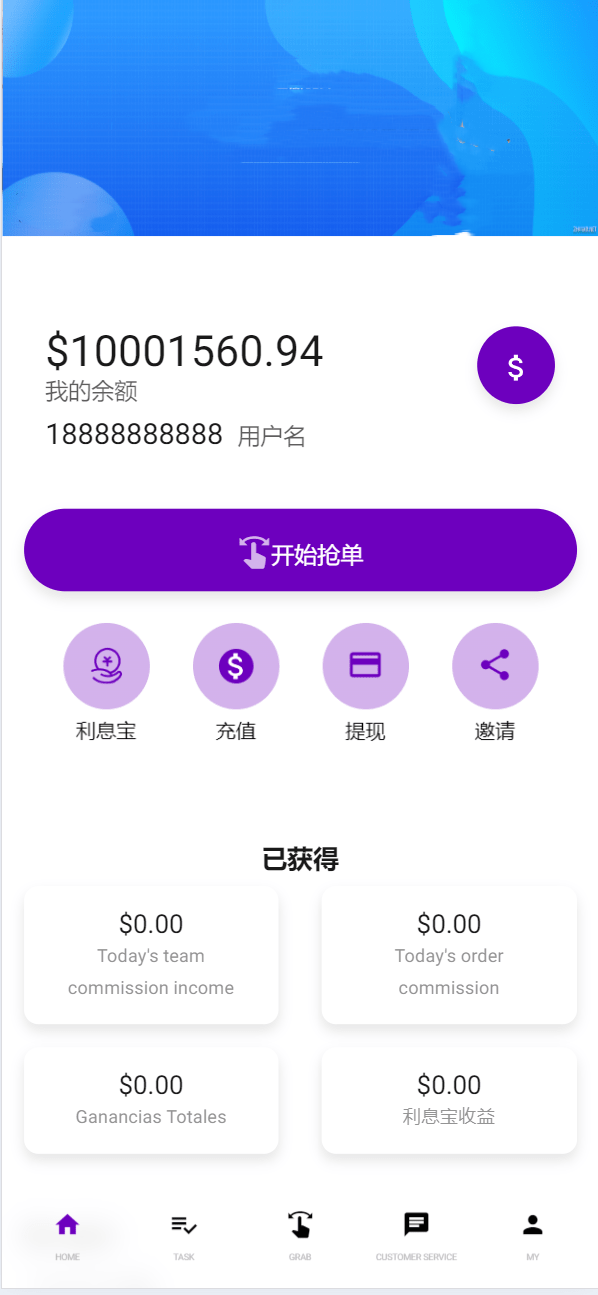 $10001560.94
我的余额
18888888888 用户名
开始抢单
利息宝 充值 提现 邀请
已获得
$0.00 $0.00
Today's team Today's order
commission income commission
$0.00 $0.00
Ganancias Totales 利息宝收益
HOME TASK GRAB CUSTOMER SERVICE MY